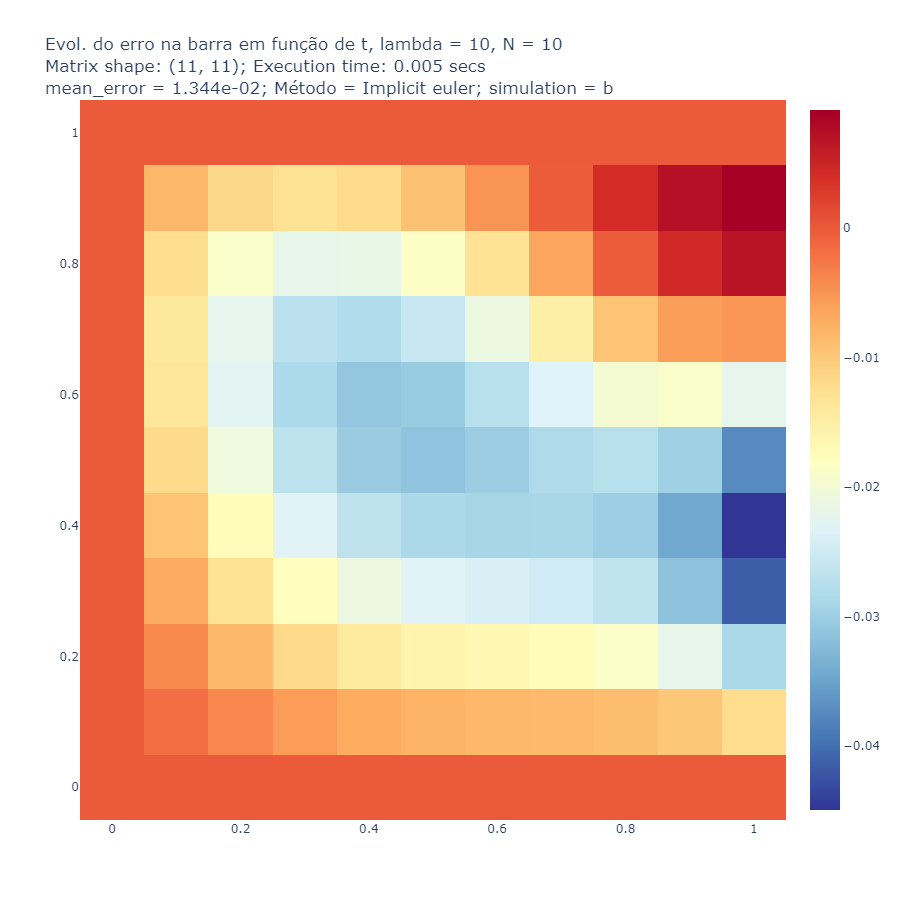 Evol. do erro na barra em função de t, lambda = 10, N = 10
Matrix shape: (11, 11); Execution time: 0.005 secs
mean_error = 1.344e-02; Método = Implicit euler; simulation = b
1
0.8
0.6
0.4
0.2
0
0 0.2 0.4 0.6 0.8 1
0
−0.01
−0.02
−0.03
−0.04